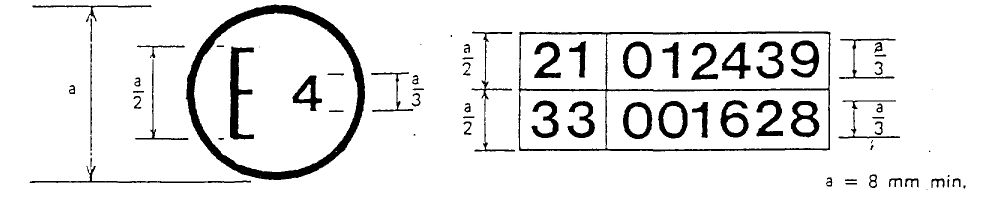 a
a/2
E 4
a/3
a/2 21 012439 a/3
a/2 33 001628 a/3
a = 8 mm min.